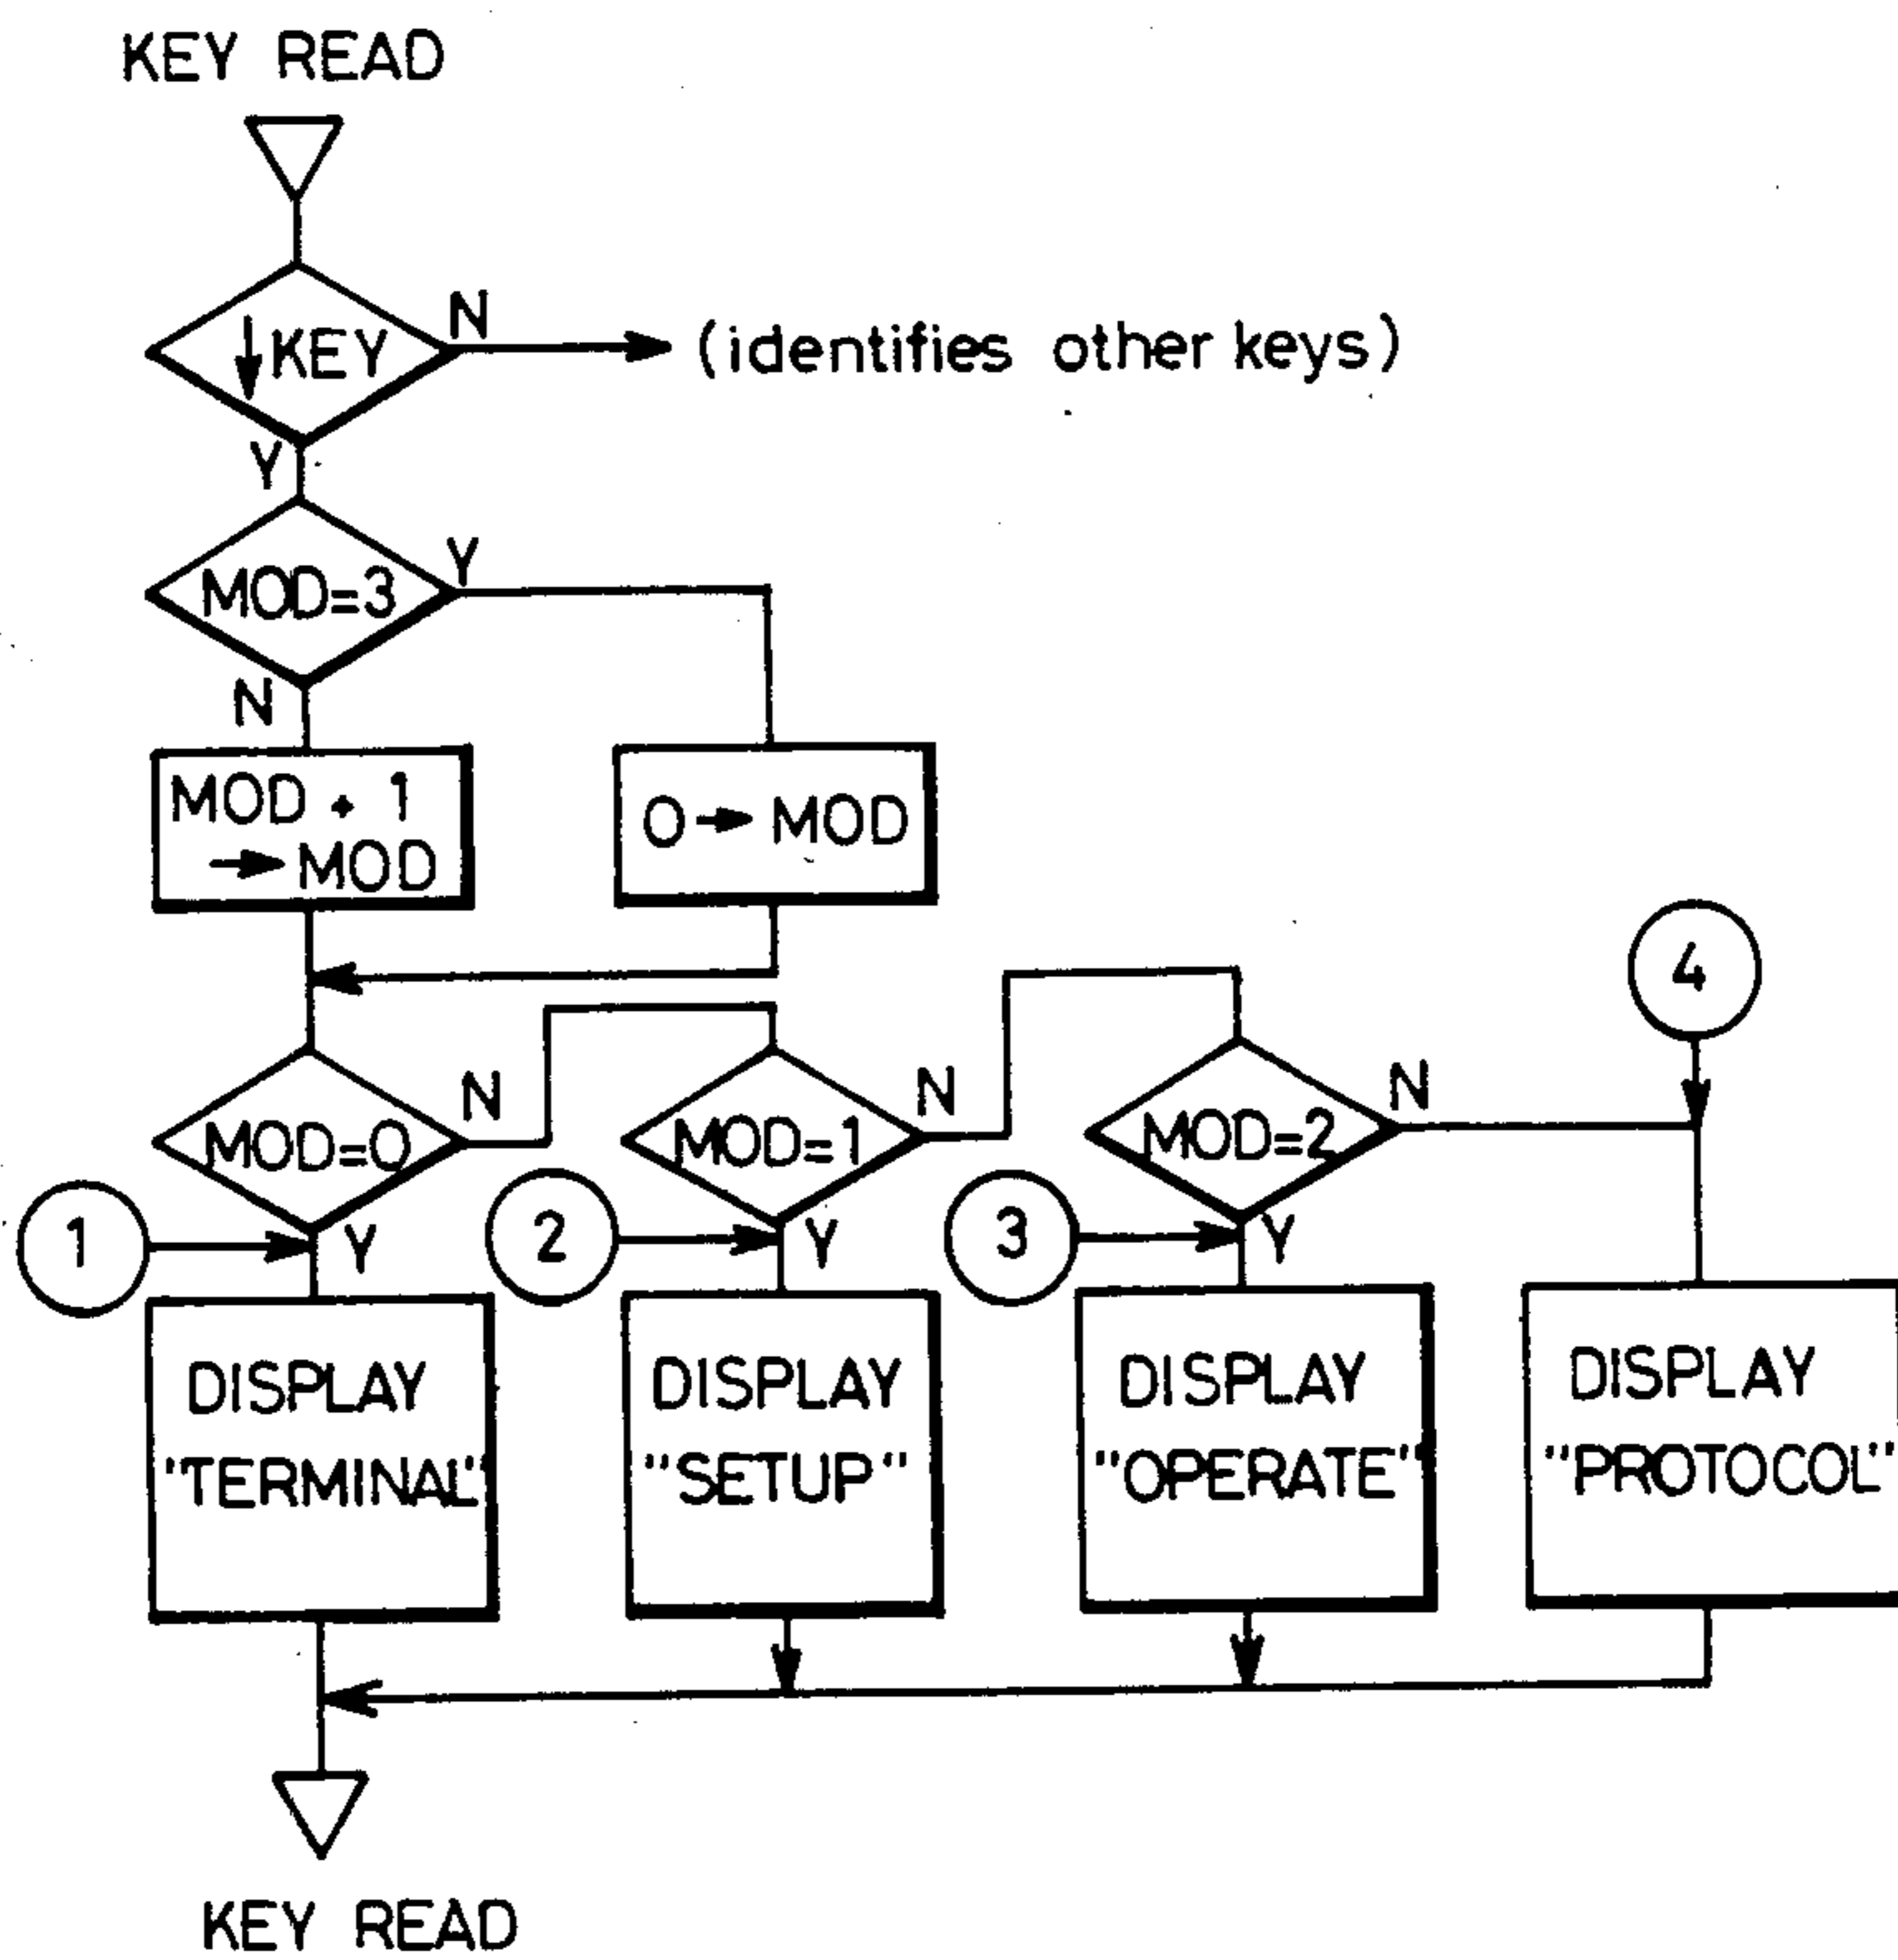 KEY READ
↓KEY
N
(identifies other keys)
Y
MOD=3
Y
N
MOD + 1
→ MOD
0 → MOD
4
MOD=0
N
MOD=1
N
MOD=2
N
1
Y
2
Y
3
Y
DISPLAY
"TERMINAL"
DISPLAY
"SETUP"
DISPLAY
"OPERATE"
DISPLAY
"PROTOCOL"
KEY READ